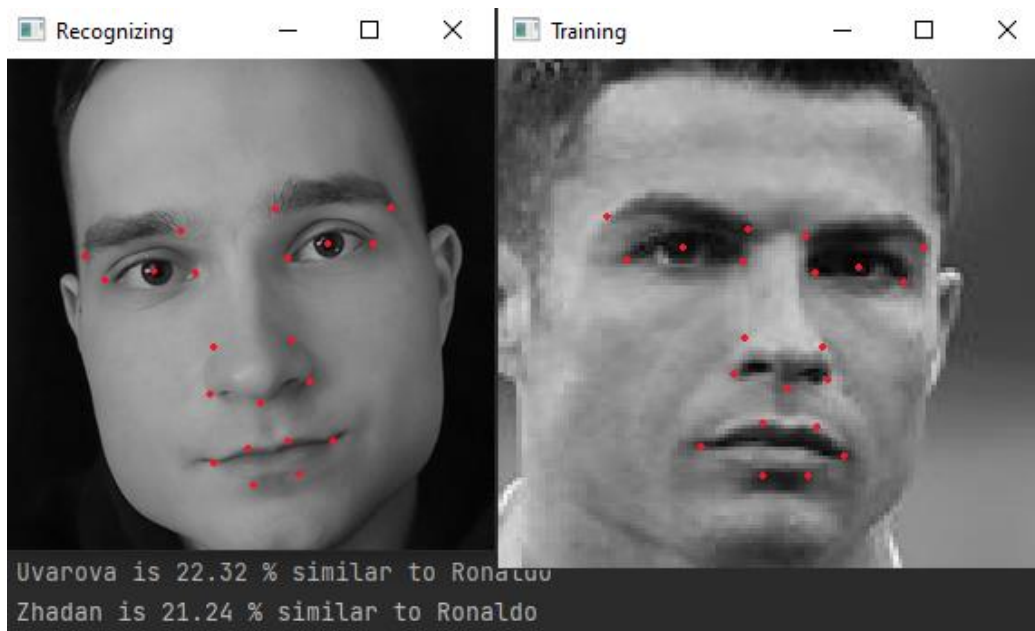 Recognizing
Training
Uvarova is 22.32 % similar to Ronaldo
Zhadan is 21.24 % similar to Ronaldo